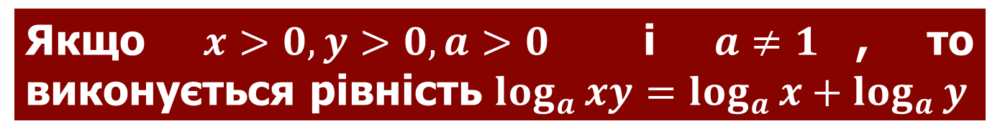 Якщо x > 0, y > 0, a > 0 і a ≠ 1 , то
виконується рівність logₐ xy = logₐ x + logₐ y